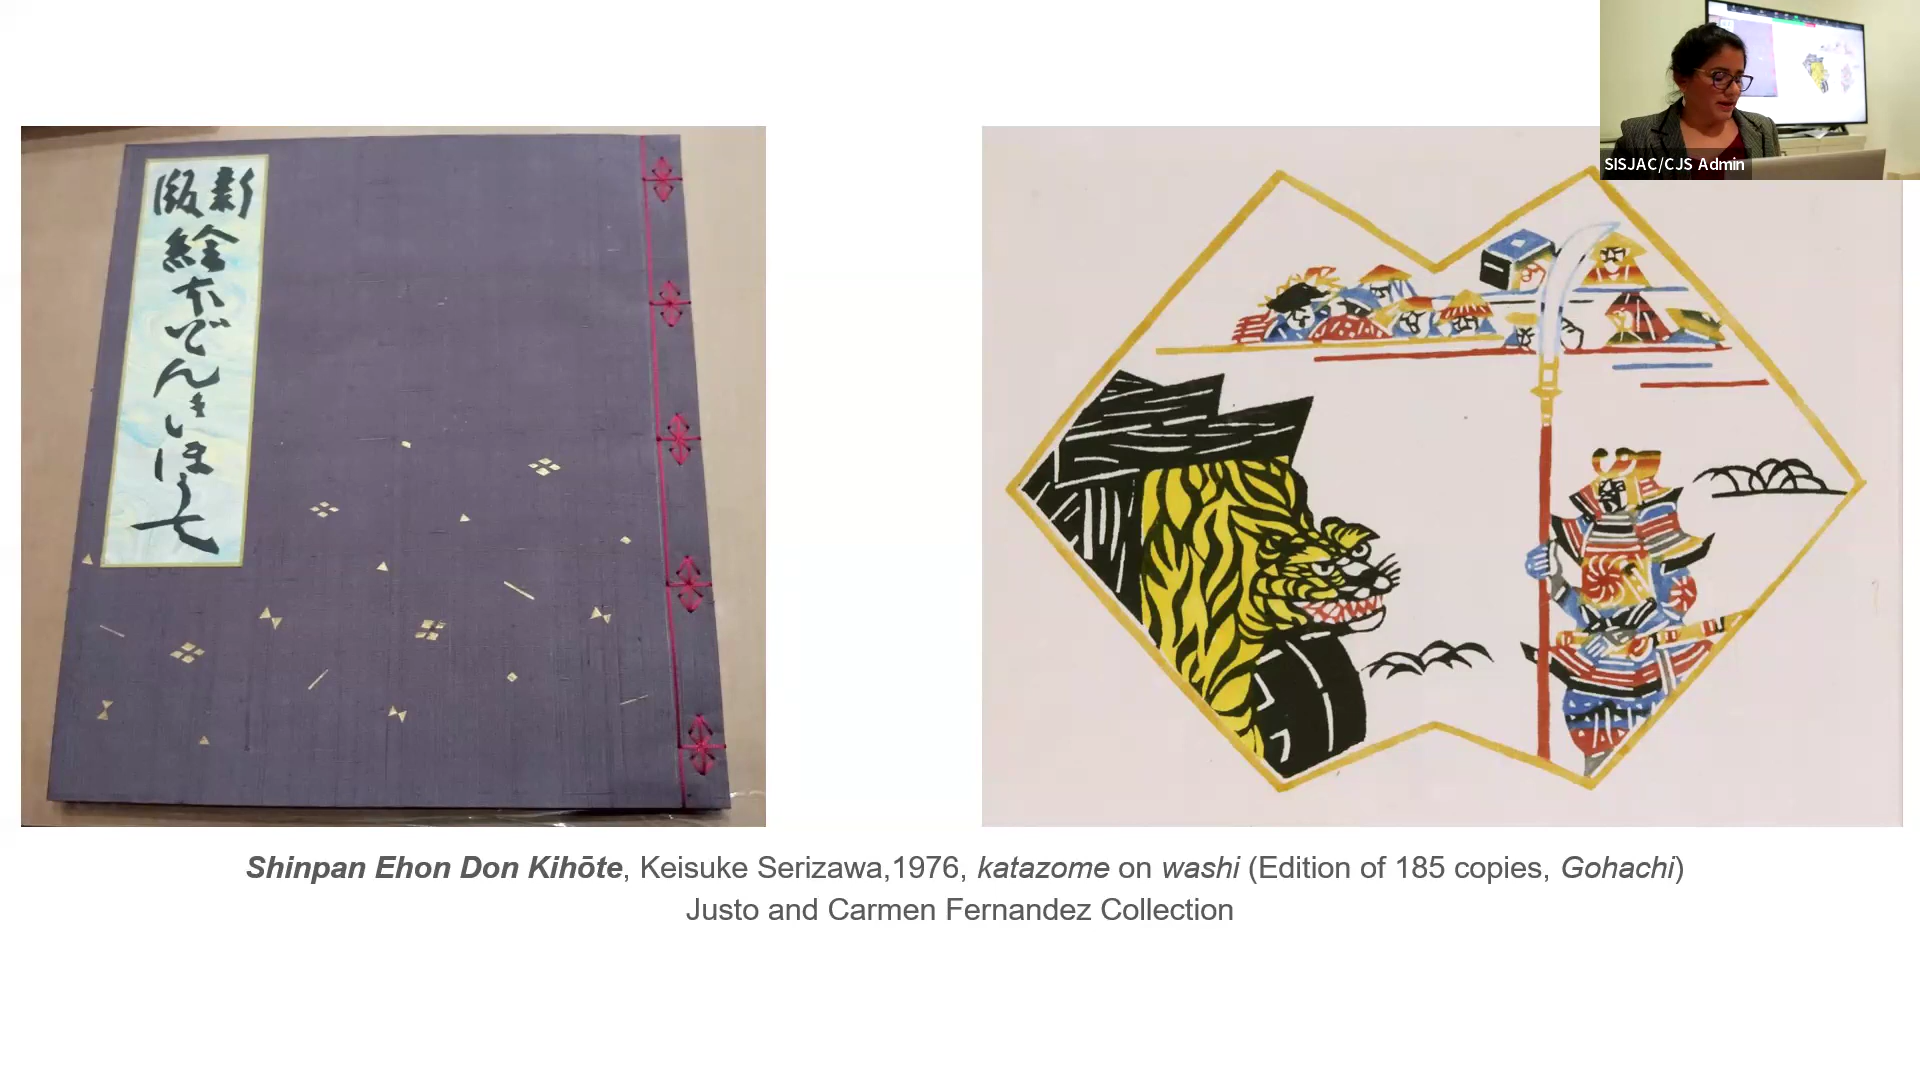 SISJAC/CJS Admin
新版
絵本どんきほうて
Shinpan Ehon Don Kihōte, Keisuke Serizawa,1976, katazome on washi (Edition of 185 copies, Gohachi)
Justo and Carmen Fernandez Collection